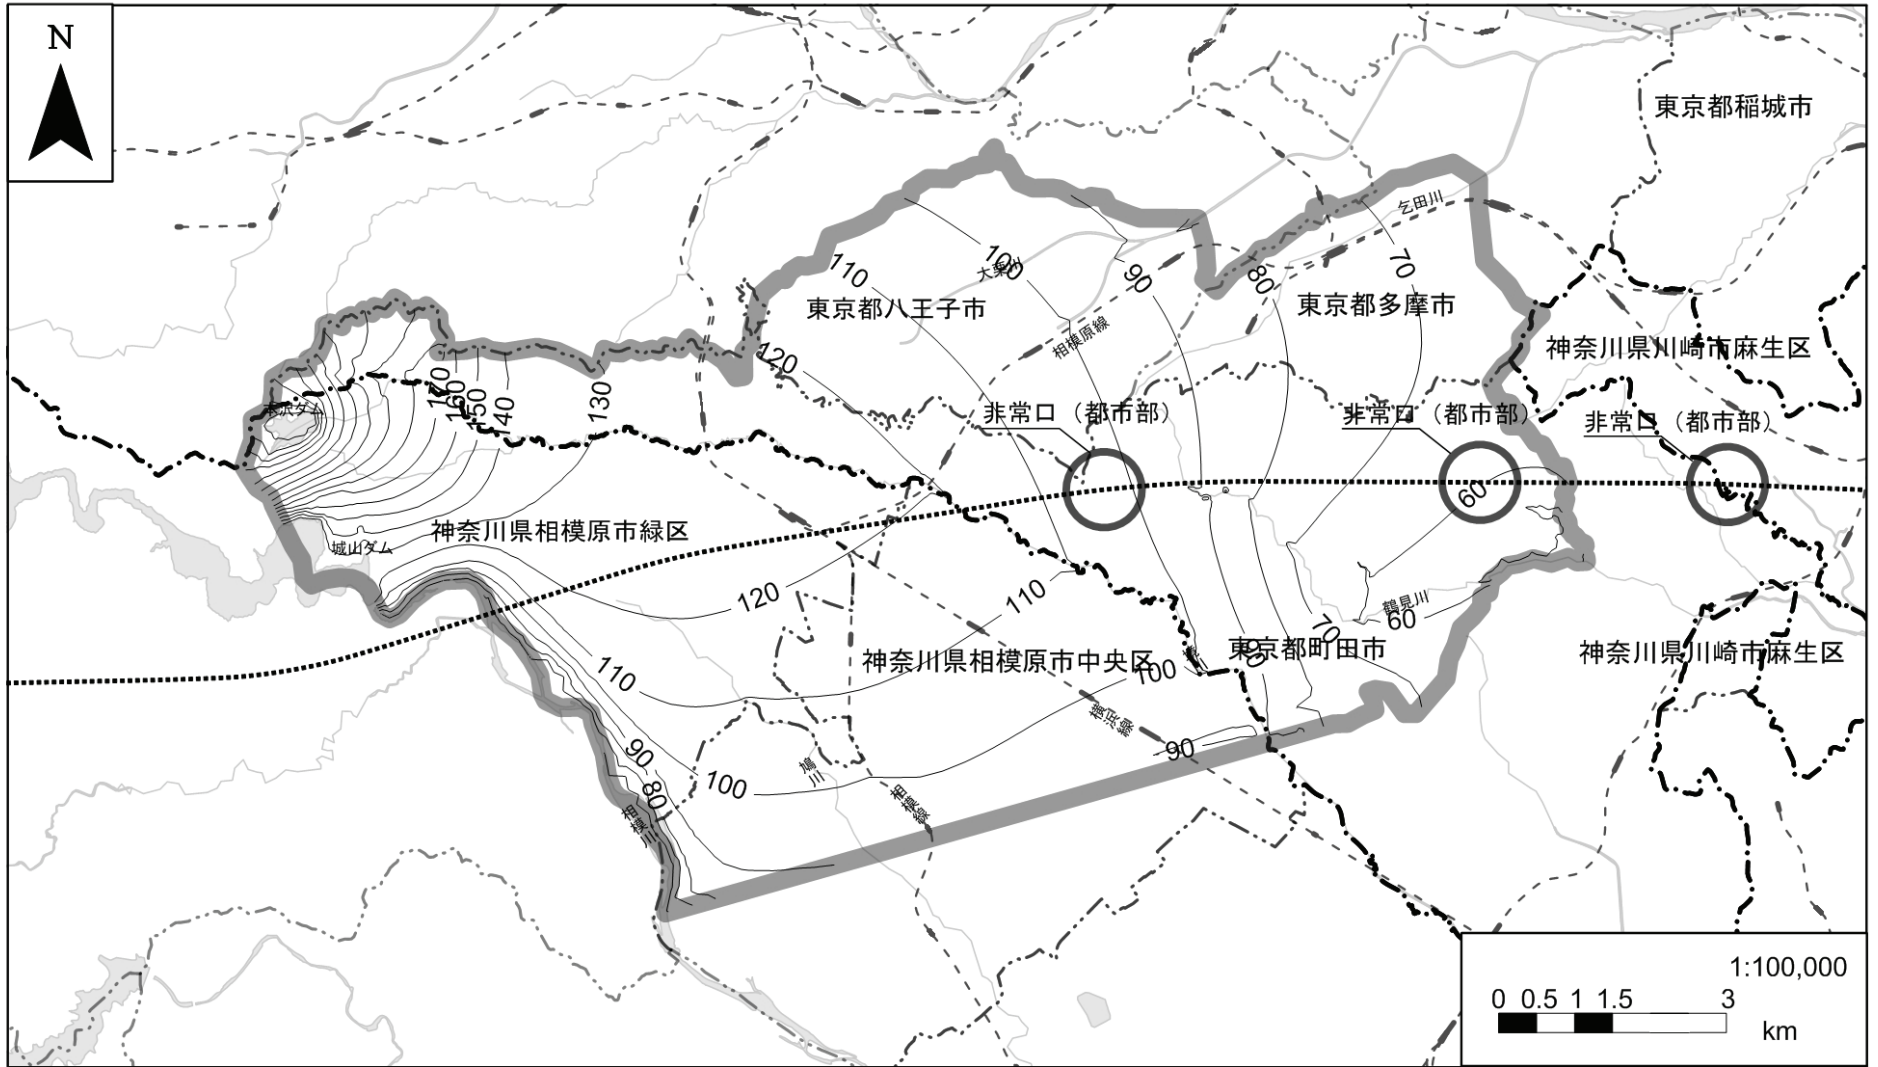 N
東京都稲城市
乞田川
70
80
90
100
大栗川
110
東京都八王子市
東京都多摩市
相模原線
神奈川県川崎市麻生区
120
170
160
150
140
130
本沢ダム
非常口(都市部)
非常口(都市部)
非常口(都市部)
60
神奈川県相模原市緑区
城山ダム
120
110
鶴見川
60
70
東京都町田市
90
神奈川県相模原市中央区
100
神奈川県川崎市麻生区
110
横浜線
90
90
80
100
鳩川
相模線
相模川
1:100,000
0 0.5 1 1.5 3
km